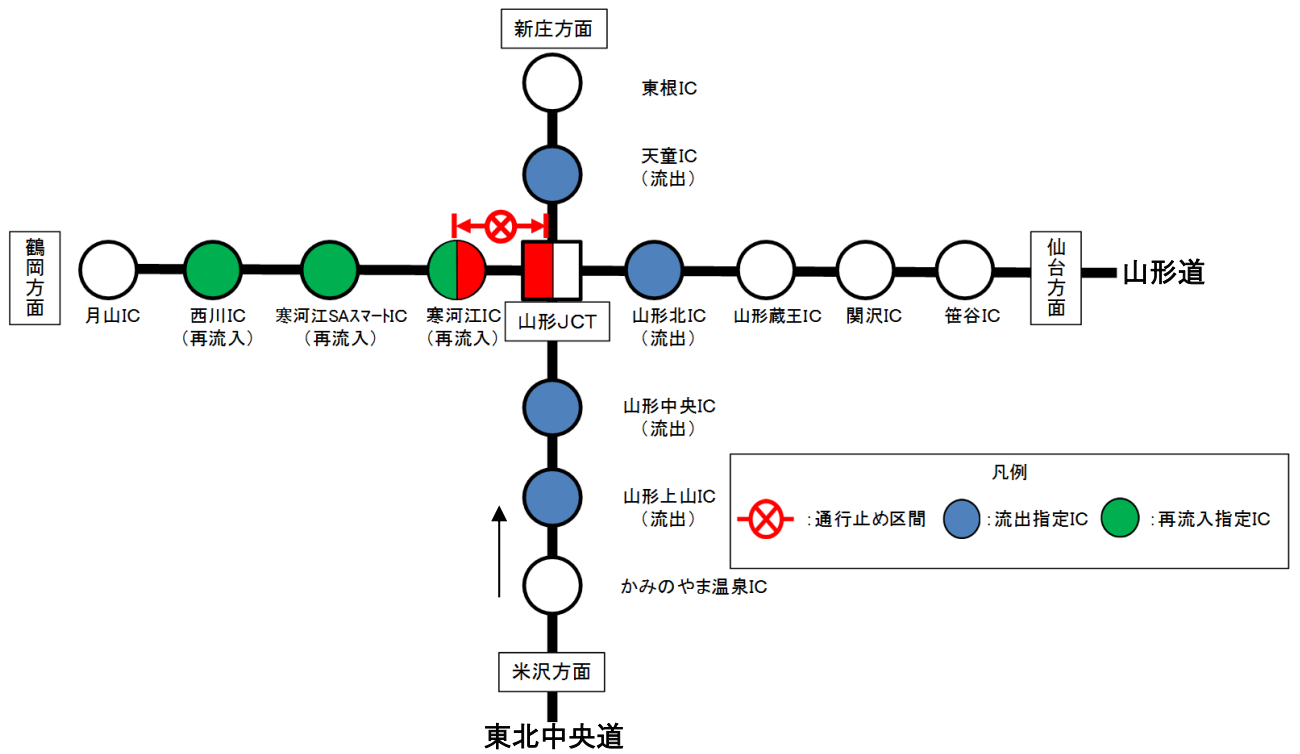 新庄方面
東根IC
天童IC
（流出）
鶴岡方面
仙台方面
山形道
月山IC
西川IC
（再流入）
寒河江SAスマートIC
（再流入）
寒河江IC
（再流入）
山形JCT
山形北IC
（流出）
山形蔵王IC
関沢IC
笹谷IC
山形中央IC
（流出）
山形上山IC
（流出）
凡例
：通行止め区間
：流出指定IC
：再流入指定IC
かみのやま温泉IC
米沢方面
東北中央道